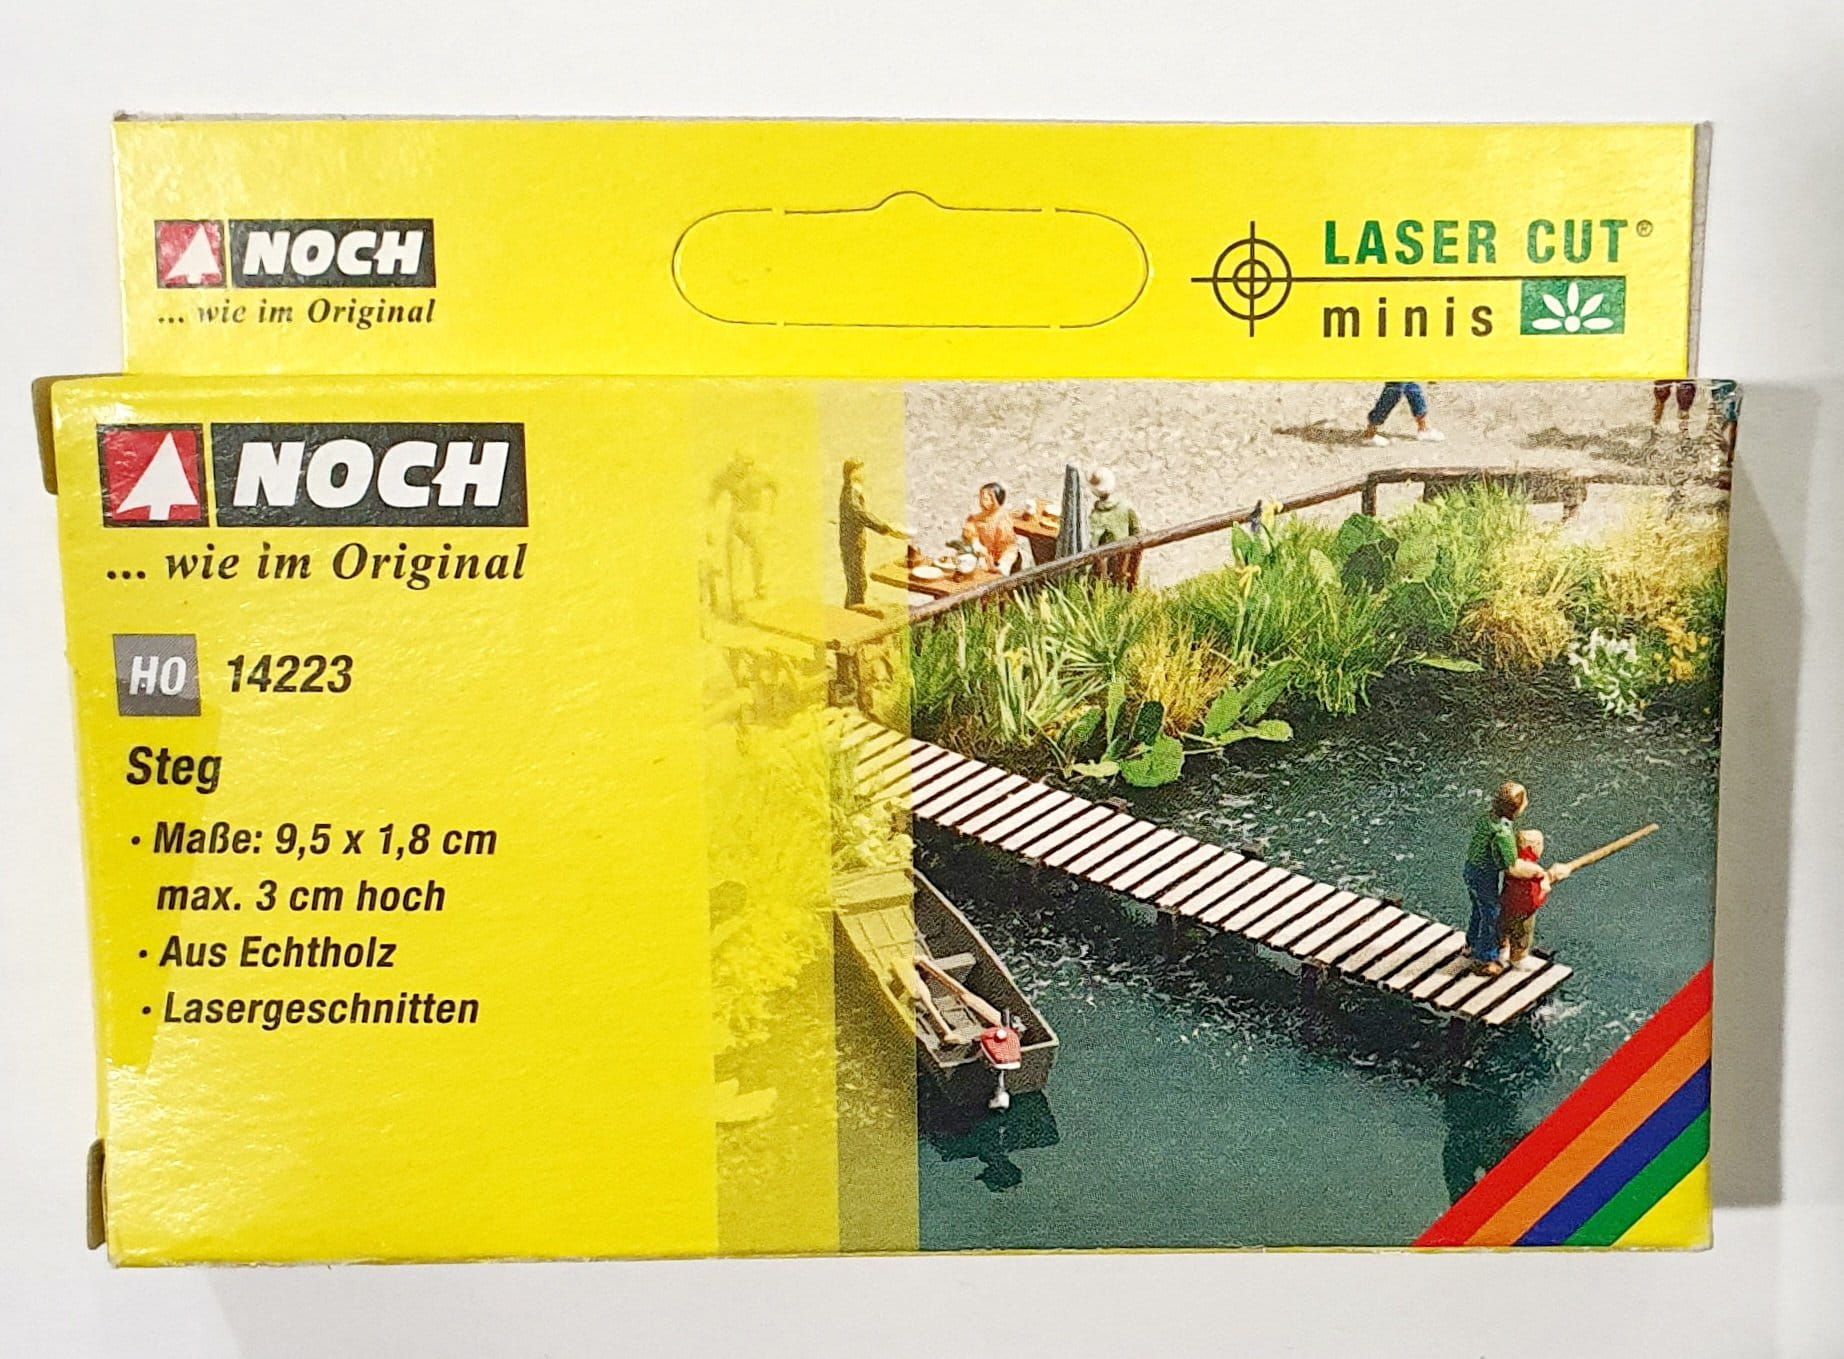 NOCH
... wie im Original
LASER CUT®
minis
NOCH
... wie im Original
H0 14223
Steg
· Maße: 9,5 x 1,8 cm
max. 3 cm hoch
· Aus Echtholz
· Lasergeschnitten